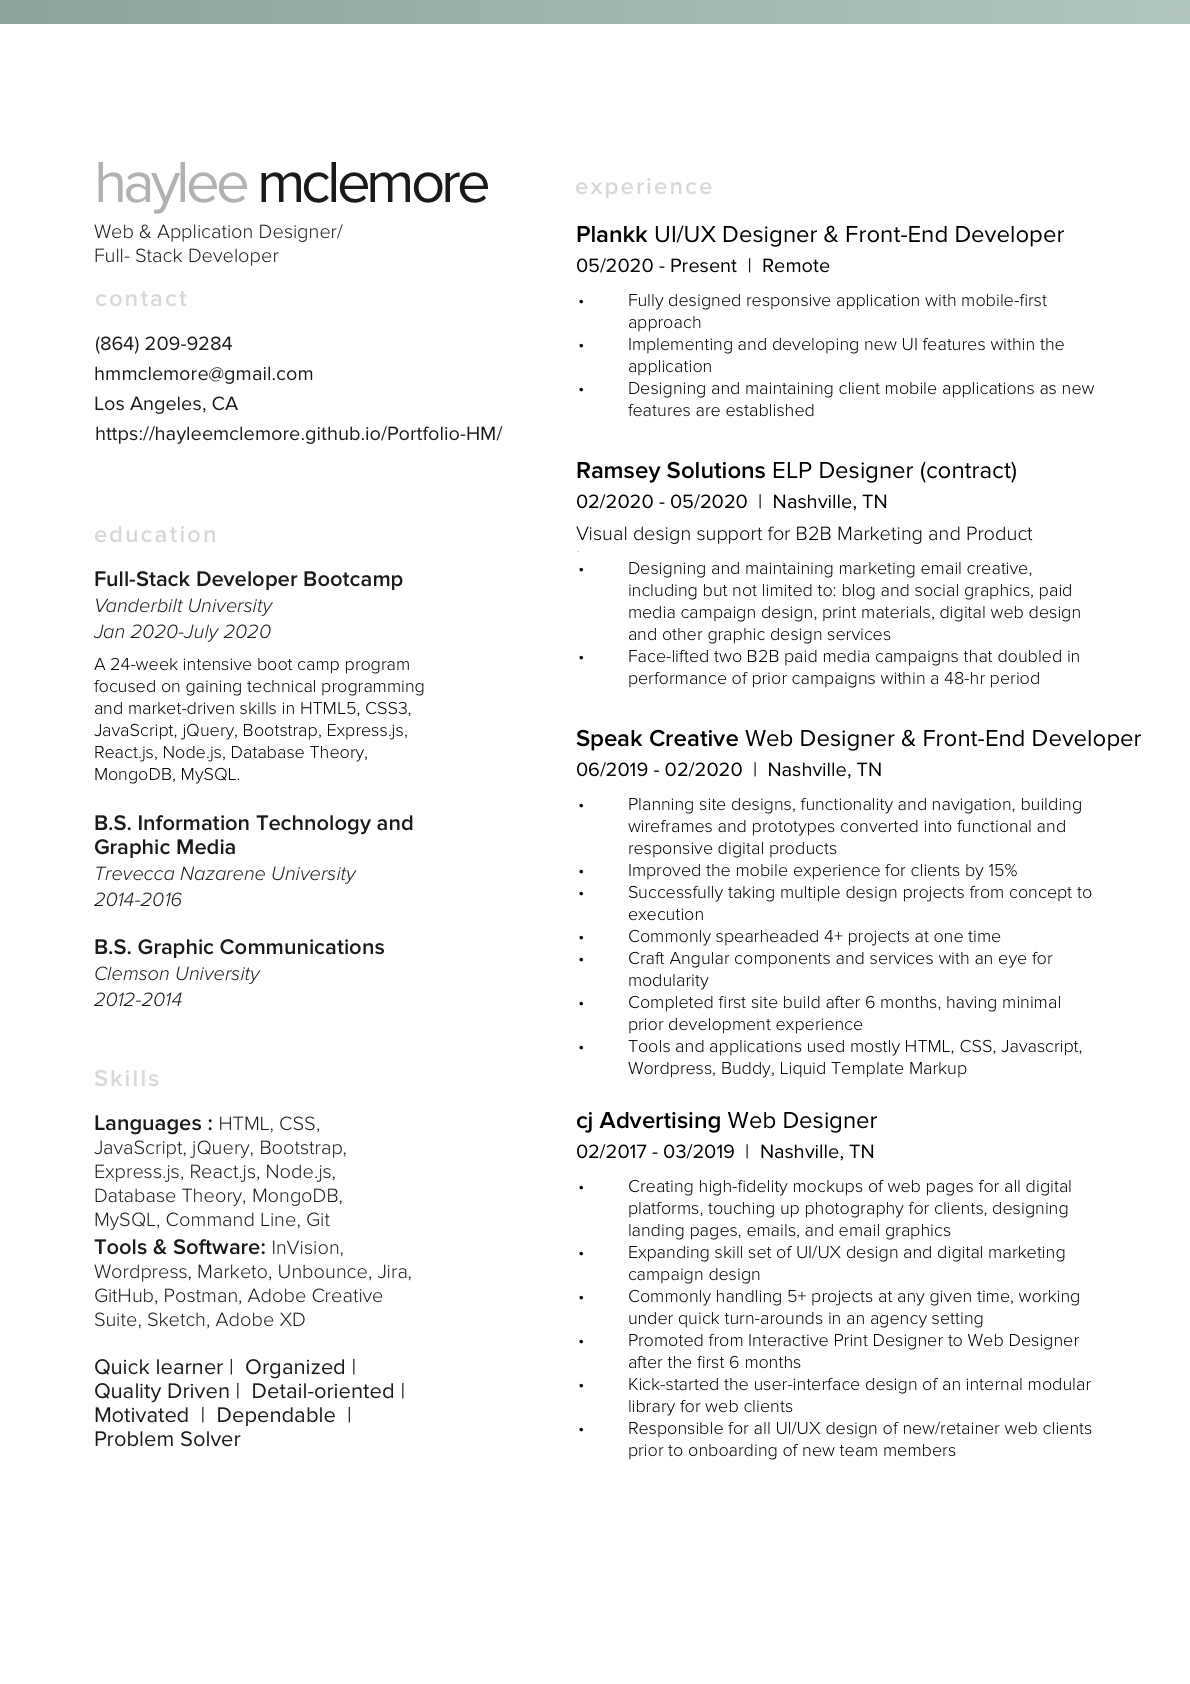 haylee mclemore
Web & Application Designer/
Full- Stack Developer
contact
(864) 209-9284
hmmclemore@gmail.com
Los Angeles, CA
https://hayleemclemore.github.io/Portfolio-HM/
education
Full-Stack Developer Bootcamp
Vanderbilt University
Jan 2020-July 2020
A 24-week intensive boot camp program
focused on gaining technical programming
and market-driven skills in HTML5, CSS3,
JavaScript, jQuery, Bootstrap, Express.js,
React.js, Node.js, Database Theory,
MongoDB, MySQL.
B.S. Information Technology and
Graphic Media
Trevecca Nazarene University
2014-2016
B.S. Graphic Communications
Clemson University
2012-2014
Skills
Languages : HTML, CSS,
JavaScript, jQuery, Bootstrap,
Express.js, React.js, Node.js,
Database Theory, MongoDB,
MySQL, Command Line, Git
Tools & Software: InVision,
Wordpress, Marketo, Unbounce, Jira,
GitHub, Postman, Adobe Creative
Suite, Sketch, Adobe XD
Quick learner | Organized |
Quality Driven | Detail-oriented |
Motivated | Dependable |
Problem Solver
experience
Plankk UI/UX Designer & Front-End Developer
05/2020 - Present | Remote
• Fully designed responsive application with mobile-first
approach
• Implementing and developing new UI features within the
application
• Designing and maintaining client mobile applications as new
features are established
Ramsey Solutions ELP Designer (contract)
02/2020 - 05/2020 | Nashville, TN
Visual design support for B2B Marketing and Product
• Designing and maintaining marketing email creative,
including but not limited to: blog and social graphics, paid
media campaign design, print materials, digital web design
and other graphic design services
• Face-lifted two B2B paid media campaigns that doubled in
performance of prior campaigns within a 48-hr period
Speak Creative Web Designer & Front-End Developer
06/2019 - 02/2020 | Nashville, TN
• Planning site designs, functionality and navigation, building
wireframes and prototypes converted into functional and
responsive digital products
• Improved the mobile experience for clients by 15%
• Successfully taking multiple design projects from concept to
execution
• Commonly spearheaded 4+ projects at one time
• Craft Angular components and services with an eye for
modularity
• Completed first site build after 6 months, having minimal
prior development experience
• Tools and applications used mostly HTML, CSS, Javascript,
Wordpress, Buddy, Liquid Template Markup
cj Advertising Web Designer
02/2017 - 03/2019 | Nashville, TN
• Creating high-fidelity mockups of web pages for all digital
platforms, touching up photography for clients, designing
landing pages, emails, and email graphics
• Expanding skill set of UI/UX design and digital marketing
campaign design
• Commonly handling 5+ projects at any given time, working
under quick turn-arounds in an agency setting
• Promoted from Interactive Print Designer to Web Designer
after the first 6 months
• Kick-started the user-interface design of an internal modular
library for web clients
• Responsible for all UI/UX design of new/retainer web clients
prior to onboarding of new team members